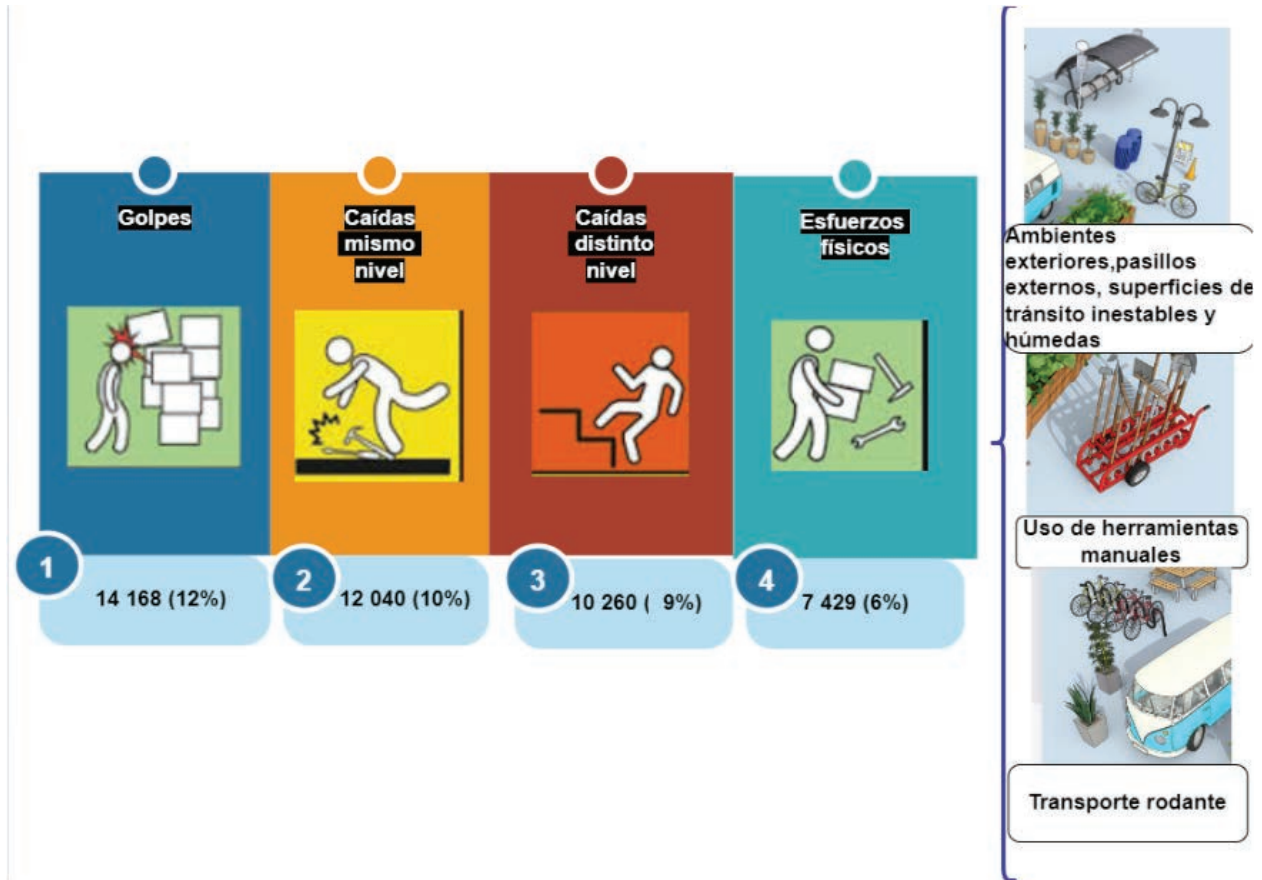 Golpes
Caídas
mismo
nivel
Caídas
distinto
nivel
Esfuerzos
físicos
1
14 168 (12%)
2
12 040 (10%)
3
10 260 (  9%)
4
7 429 (6%)
Ambientes
exteriores,pasillos
externos, superficies de
tránsito inestables y
húmedas
Uso de herramientas
manuales
Transporte rodante